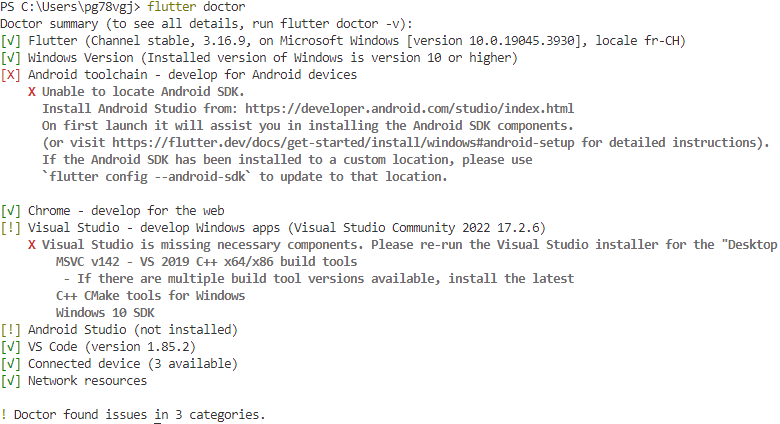 PS C:\Users\pg78vgj> flutter doctor
Doctor summary (to see all details, run flutter doctor -v):
[√] Flutter (Channel stable, 3.16.9, on Microsoft Windows [version 10.0.19045.3930], locale fr-CH)
[√] Windows Version (Installed version of Windows is version 10 or higher)
[X] Android toolchain - develop for Android devices
    X Unable to locate Android SDK.
      Install Android Studio from: https://developer.android.com/studio/index.html
      On first launch it will assist you in installing the Android SDK components.
      (or visit https://flutter.dev/docs/get-started/install/windows#android-setup for detailed instructions).
      If the Android SDK has been installed to a custom location, please use
      `flutter config --android-sdk` to update to that location.

[√] Chrome - develop for the web
[!] Visual Studio - develop Windows apps (Visual Studio Community 2022 17.2.6)
    X Visual Studio is missing necessary components. Please re-run the Visual Studio installer for the "Desktop
        MSVC v142 - VS 2019 C++ x64/x86 build tools
         - If there are multiple build tool versions available, install the latest
        C++ CMake tools for Windows
        Windows 10 SDK
[!] Android Studio (not installed)
[√] VS Code (version 1.85.2)
[√] Connected device (3 available)
[√] Network resources

! Doctor found issues in 3 categories.